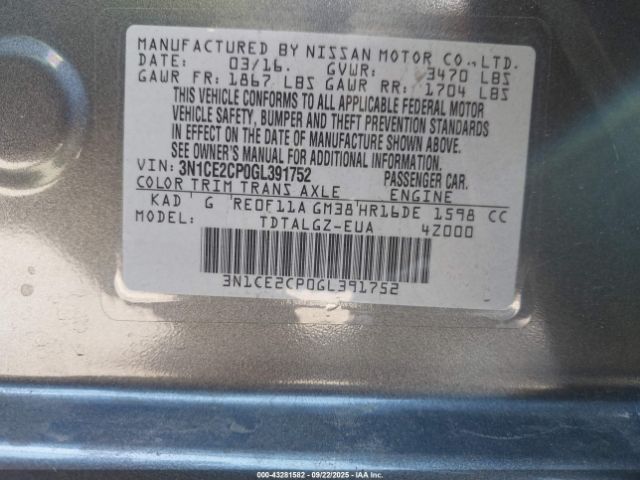 MANUFACTURED BY NISSAN MOTOR CO.,LTD.
DATE: 03/16. GVWR: 3470 LBS
GAWR FR: 1867 LBS GAWR RR: 1704 LBS
THIS VEHICLE CONFORMS TO ALL APPLICABLE FEDERAL MOTOR
VEHICLE SAFETY, BUMPER AND THEFT PREVENTION STANDARDS
IN EFFECT ON THE DATE OF MANUFACTURE SHOWN ABOVE.
SEE OWNER'S MANUAL FOR ADDITIONAL INFORMATION.
VIN: 3N1CE2CP0GL391752 PASSENGER CAR.
COLOR TRIM TRANS AXLE ENGINE
KAD G RE0F11A GM38 HR16DE 1598 CC
MODEL: TDTALGZ-EUA 4Z000
3N1CE2CP0GL391752
000-43281582 - 09/22/2025 - IAAI.COM